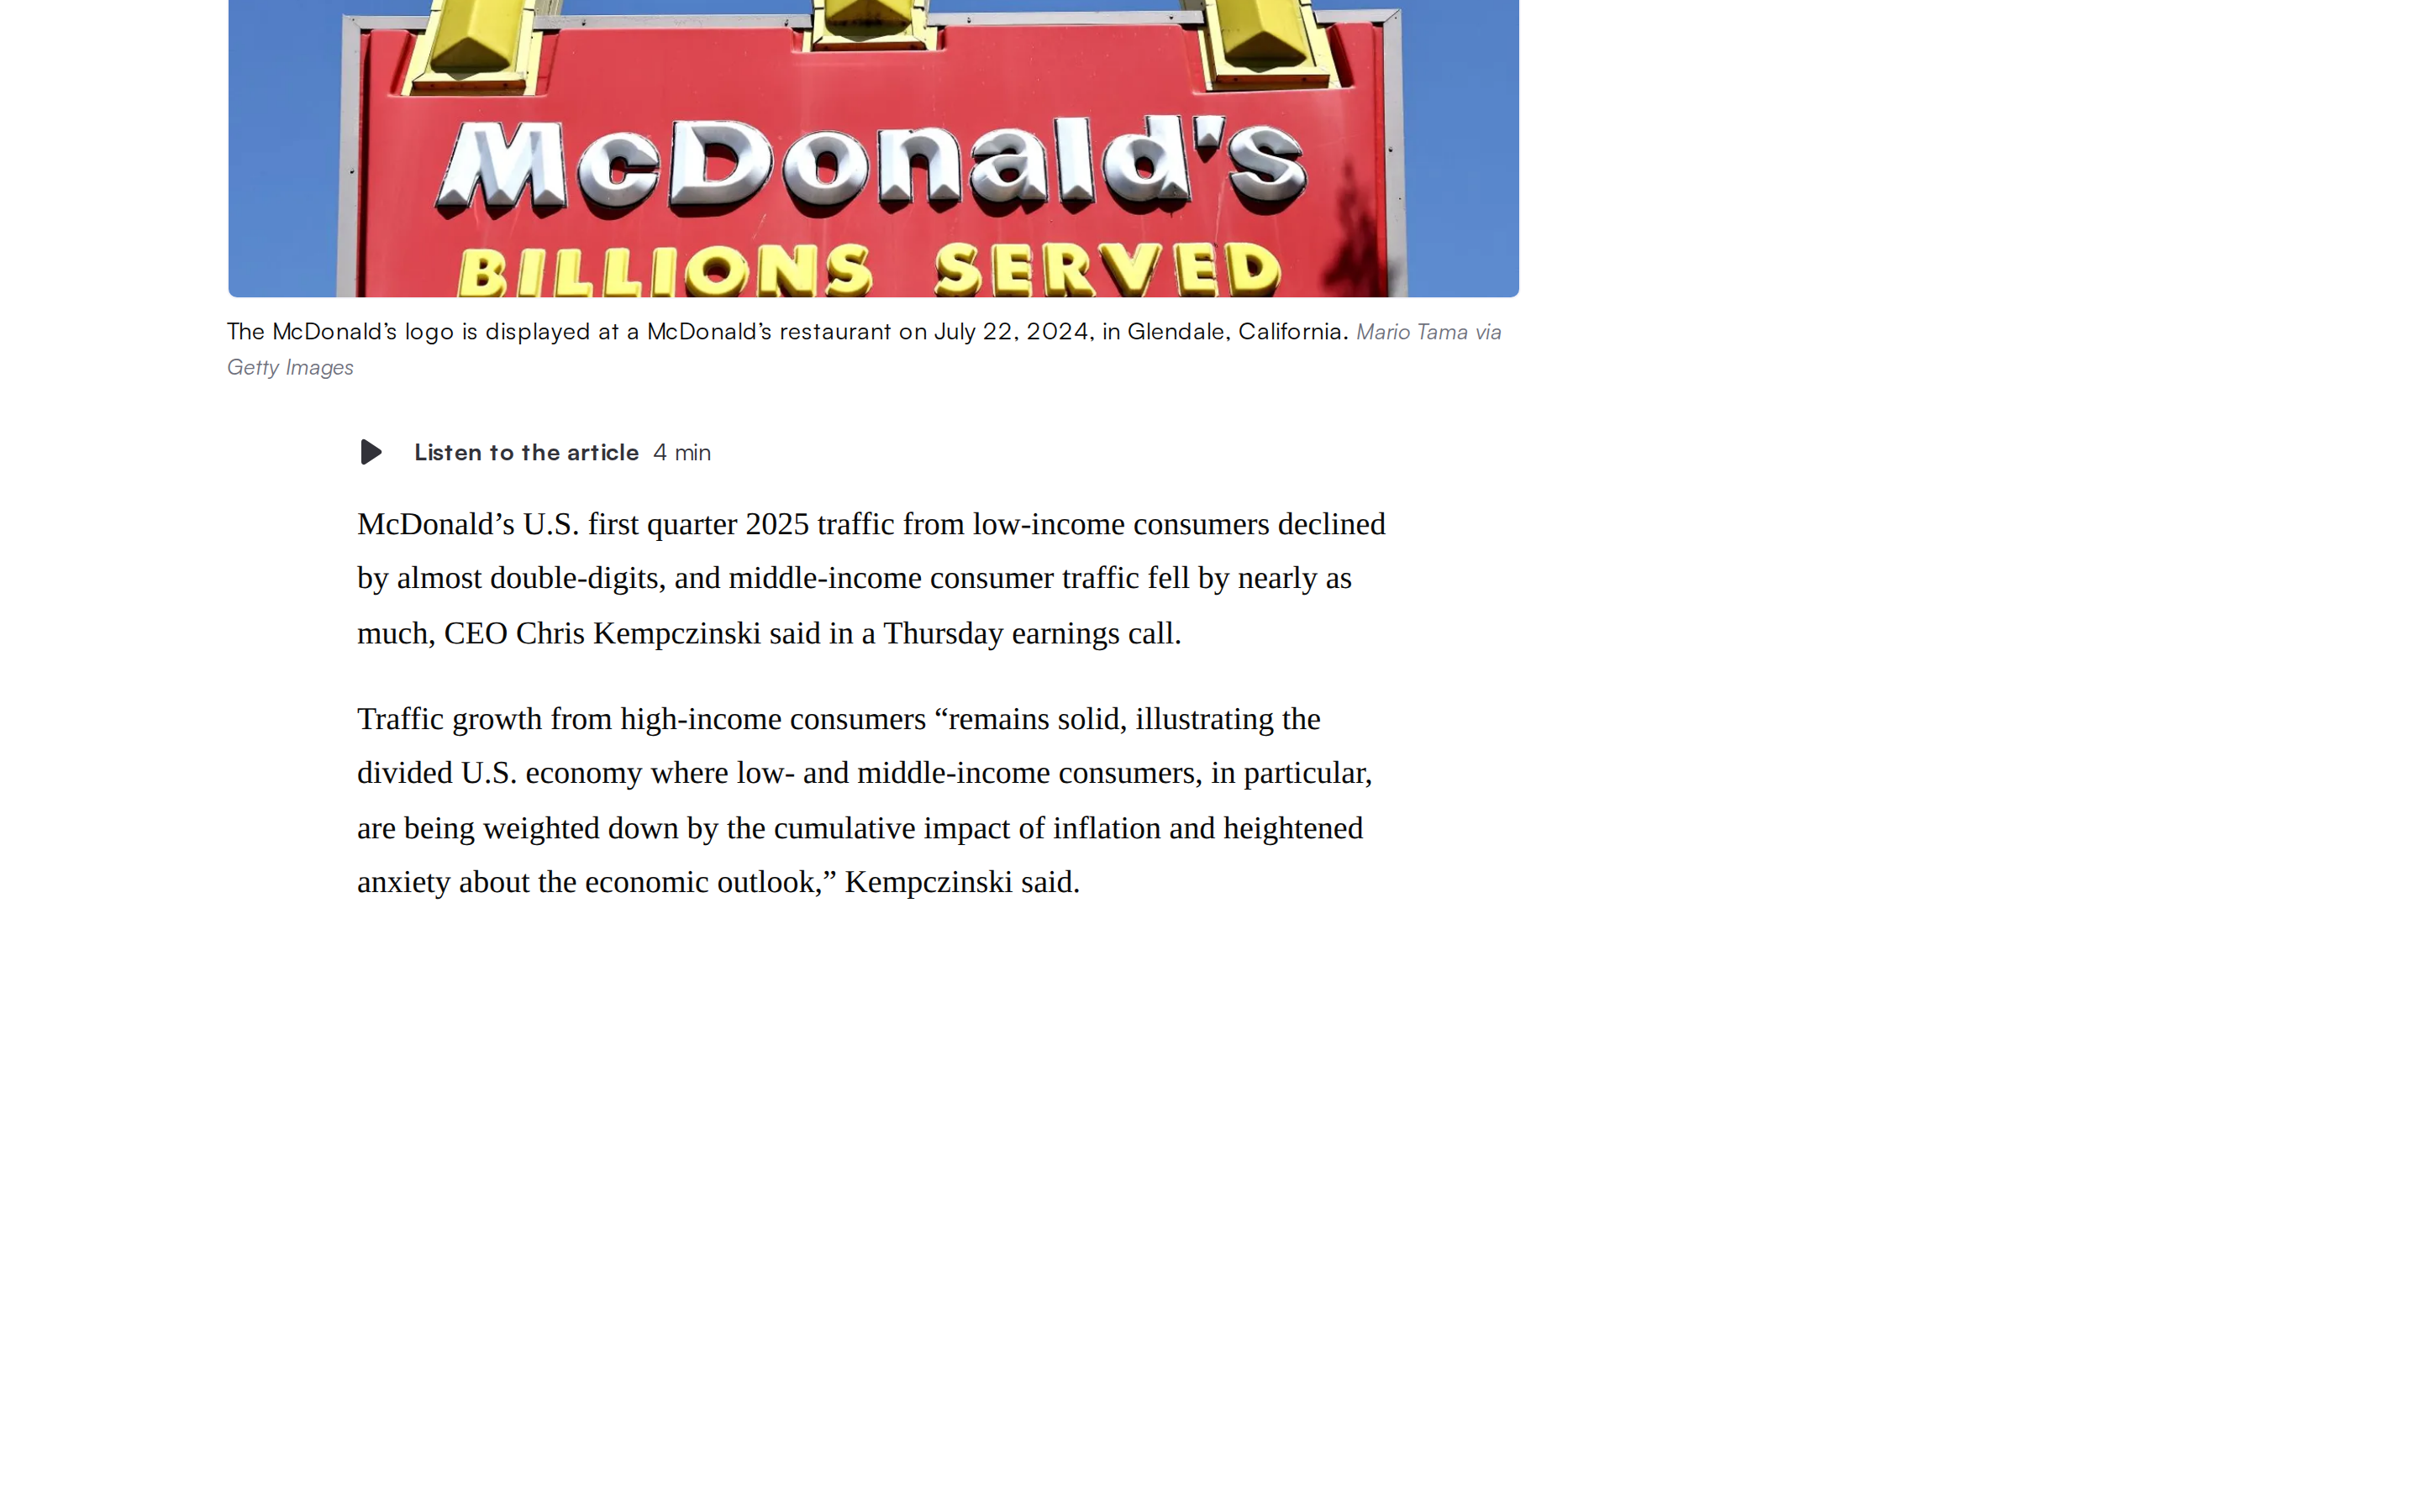 McDonald's
BILLIONS SERVED
The McDonald’s logo is displayed at a McDonald’s restaurant on July 22, 2024, in Glendale, California. Mario Tama via
Getty Images
Listen to the article 4 min
McDonald’s U.S. first quarter 2025 traffic from low-income consumers declined
by almost double-digits, and middle-income consumer traffic fell by nearly as
much, CEO Chris Kempczinski said in a Thursday earnings call.
Traffic growth from high-income consumers “remains solid, illustrating the
divided U.S. economy where low- and middle-income consumers, in particular,
are being weighted down by the cumulative impact of inflation and heightened
anxiety about the economic outlook,” Kempczinski said.